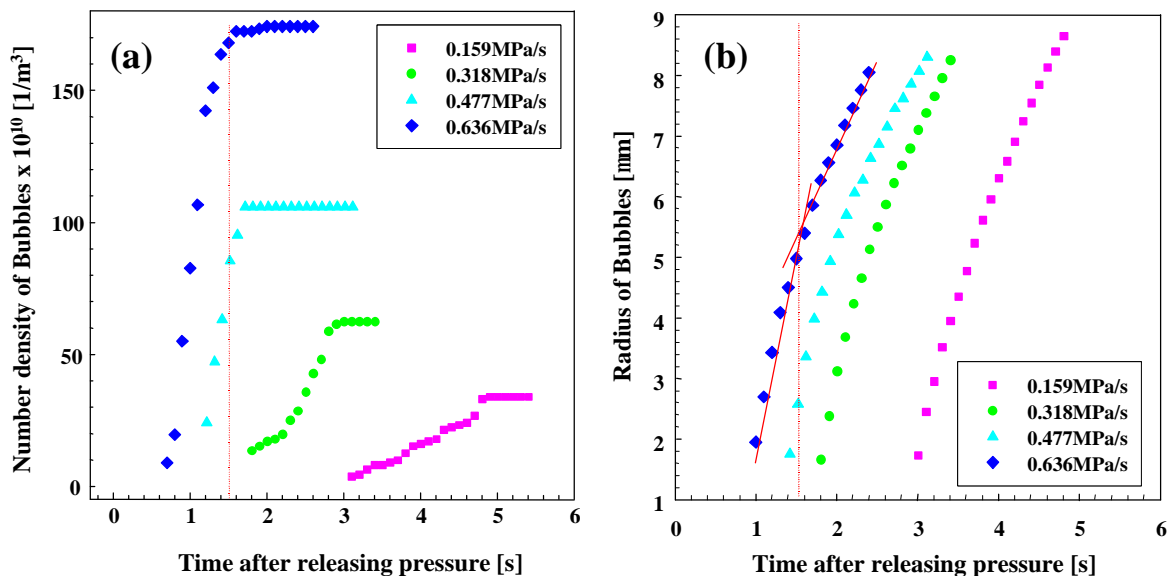 (a)
0.159MPa/s
0.318MPa/s
0.477MPa/s
0.636MPa/s
Number density of Bubbles x 10¹⁰ [1/m³]
150
100
50
0
0 1 2 3 4 5 6
Time after releasing pressure [s]
(b)
Radius of Bubbles [mm]
9
8
7
6
5
4
3
2
1
0.159MPa/s
0.318MPa/s
0.477MPa/s
0.636MPa/s
0 1 2 3 4 5 6
Time after releasing pressure [s]